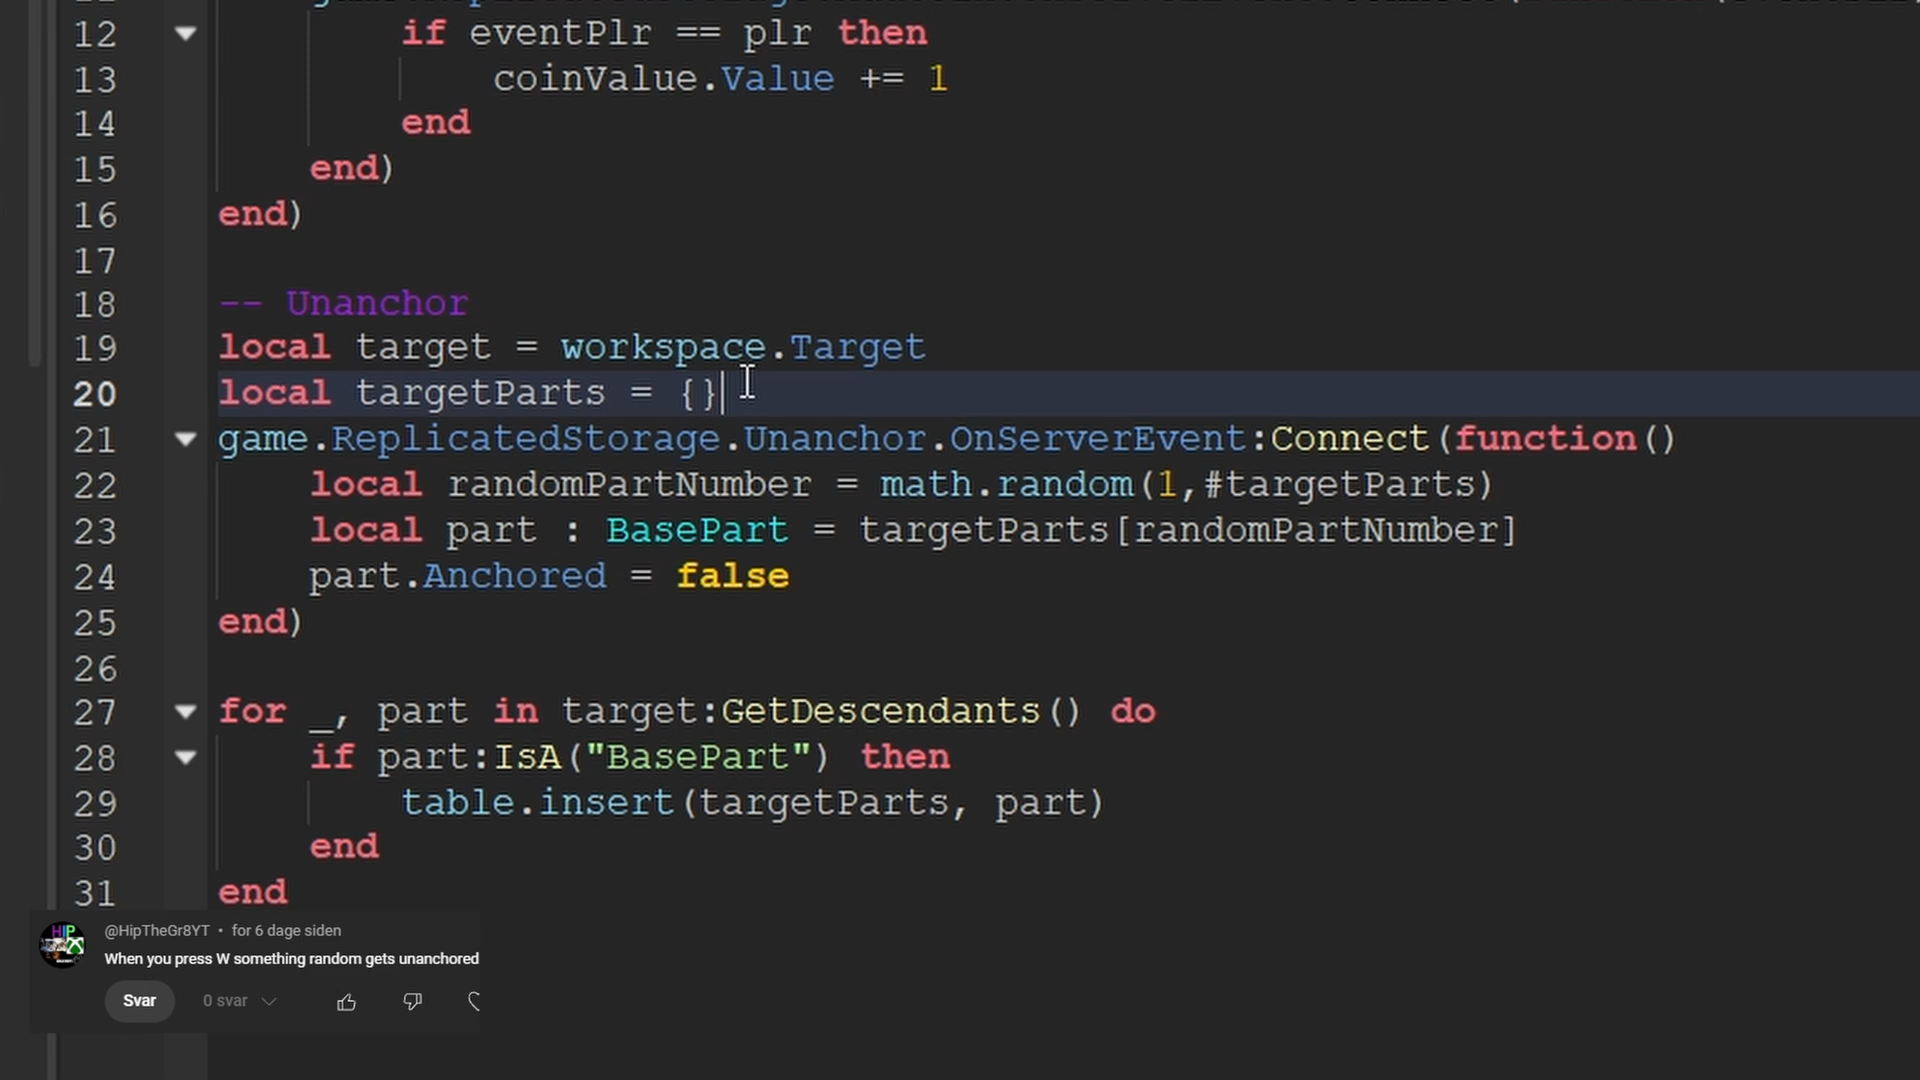 12 if eventPlr == plr then
13 coinValue.Value += 1
14 end
15 end)
16 end)
17
18 -- Unanchor
19 local target = workspace.Target
20 local targetParts = {}
21 game.ReplicatedStorage.Unanchor.OnServerEvent:Connect(function()
22 local randomPartNumber = math.random(1,#targetParts)
23 local part : BasePart = targetParts[randomPartNumber]
24 part.Anchored = false
25 end)
26
27 for _, part in target:GetDescendants() do
28 if part:IsA("BasePart") then
29 table.insert(targetParts, part)
30 end
31 end
HIP
@HipTheGr8YT • for 6 dage siden
When you press W something random gets unanchored
Svar 0 svar